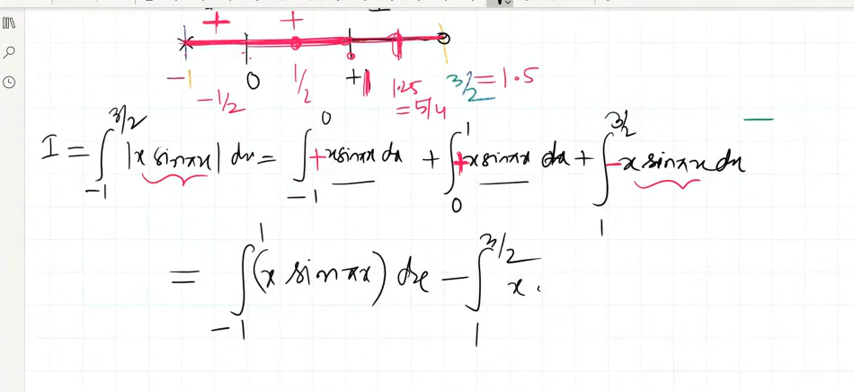 + +
-1 -1/2 0 1/2 +1 1.25 = 5/4 3/2 = 1.5
I = ∫_{-1}^{3/2} |x sinπx| dx = ∫_{-1}^{0} +x sinπx dx + ∫_{0}^{1} +x sinπx dx + ∫_{1}^{3/2} -x sinπx dx
= ∫_{-1}^{1} (x sinπx) dx - ∫_{1}^{3/2} x